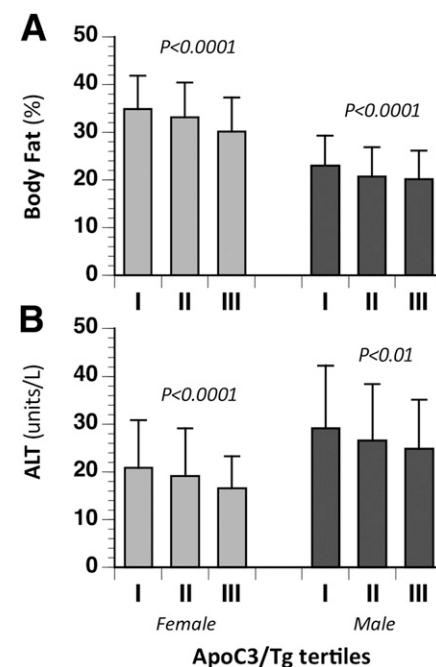 A
50
P<0.0001
40
P<0.0001
30
20
10
0
Body Fat (%)
I II III I II III
B
50
P<0.01
40
P<0.0001
30
20
10
0
ALT (units/L)
I II III I II III
Female Male
ApoC3/Tg tertiles